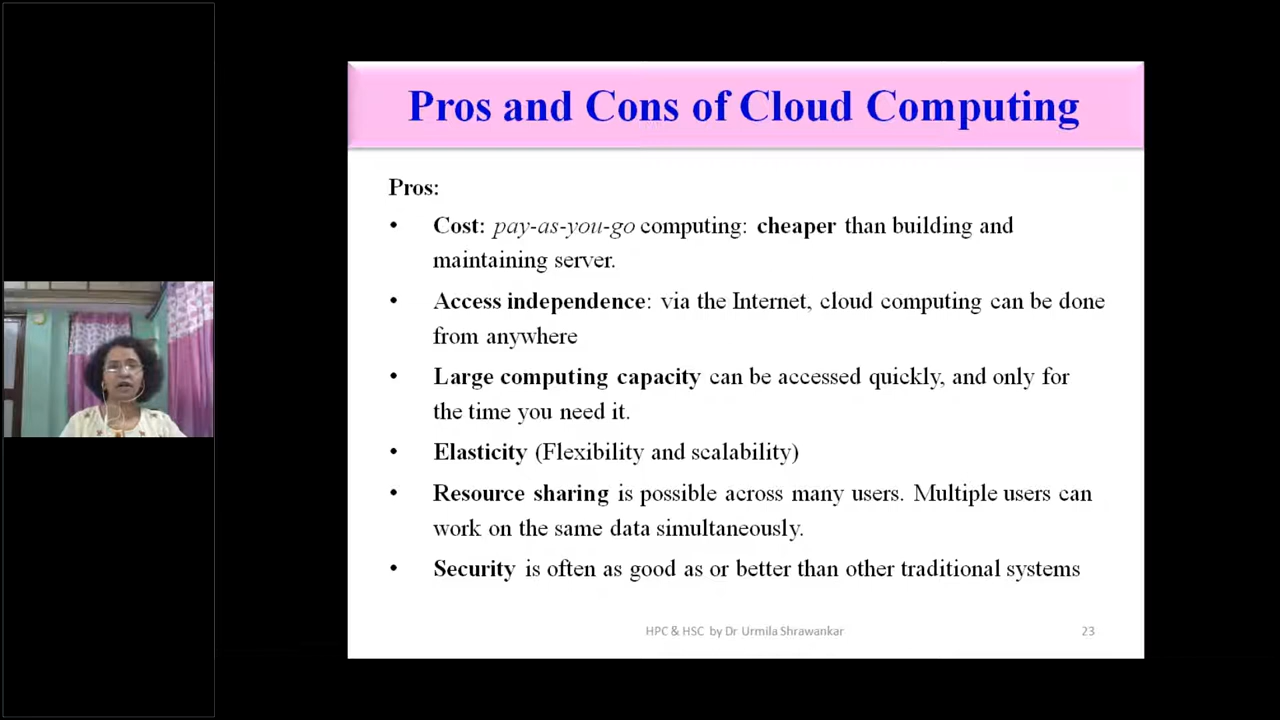 Pros and Cons of Cloud Computing
Pros:
• Cost: pay-as-you-go computing: cheaper than building and
maintaining server.
• Access independence: via the Internet, cloud computing can be done
from anywhere
• Large computing capacity can be accessed quickly, and only for
the time you need it.
• Elasticity (Flexibility and scalability)
• Resource sharing is possible across many users. Multiple users can
work on the same data simultaneously.
• Security is often as good as or better than other traditional systems
HPC & HSC by Dr Urmila Shrawankar
23